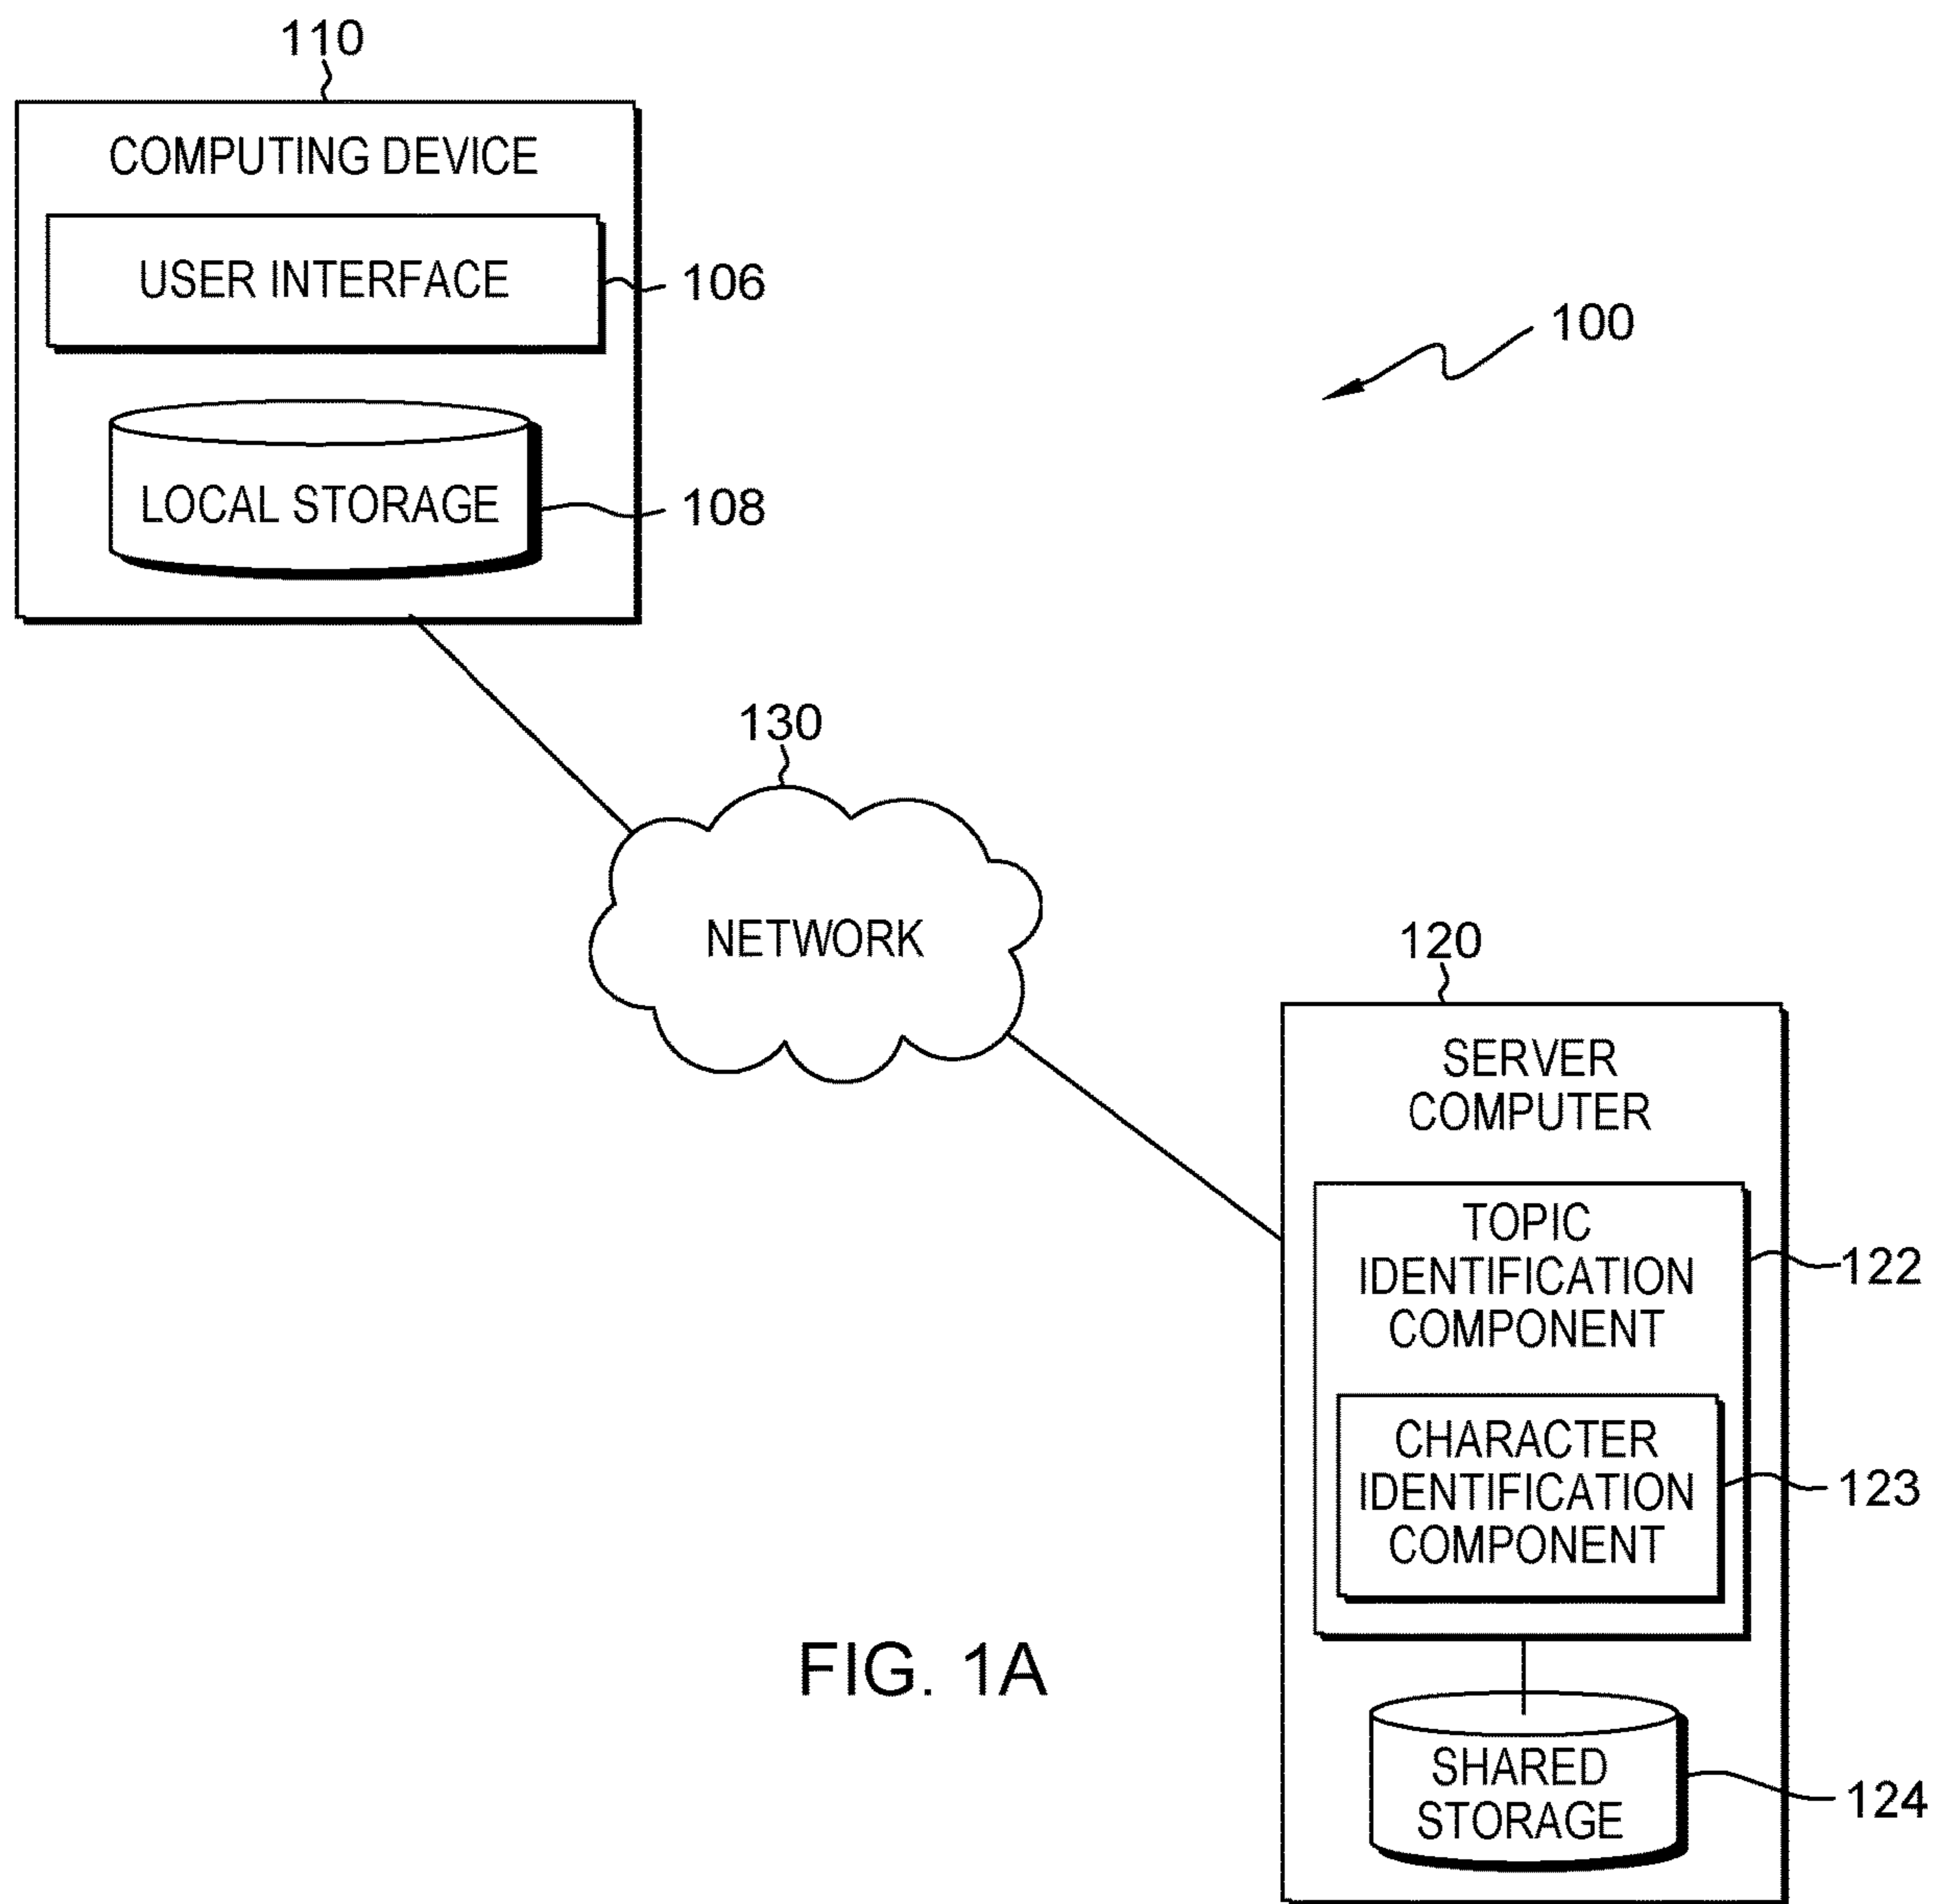 110
COMPUTING DEVICE
USER INTERFACE
106
100
LOCAL STORAGE
108
130
NETWORK
120
SERVER
COMPUTER
TOPIC
IDENTIFICATION
COMPONENT
122
CHARACTER
IDENTIFICATION
COMPONENT
123
FIG. 1A
SHARED
STORAGE
124